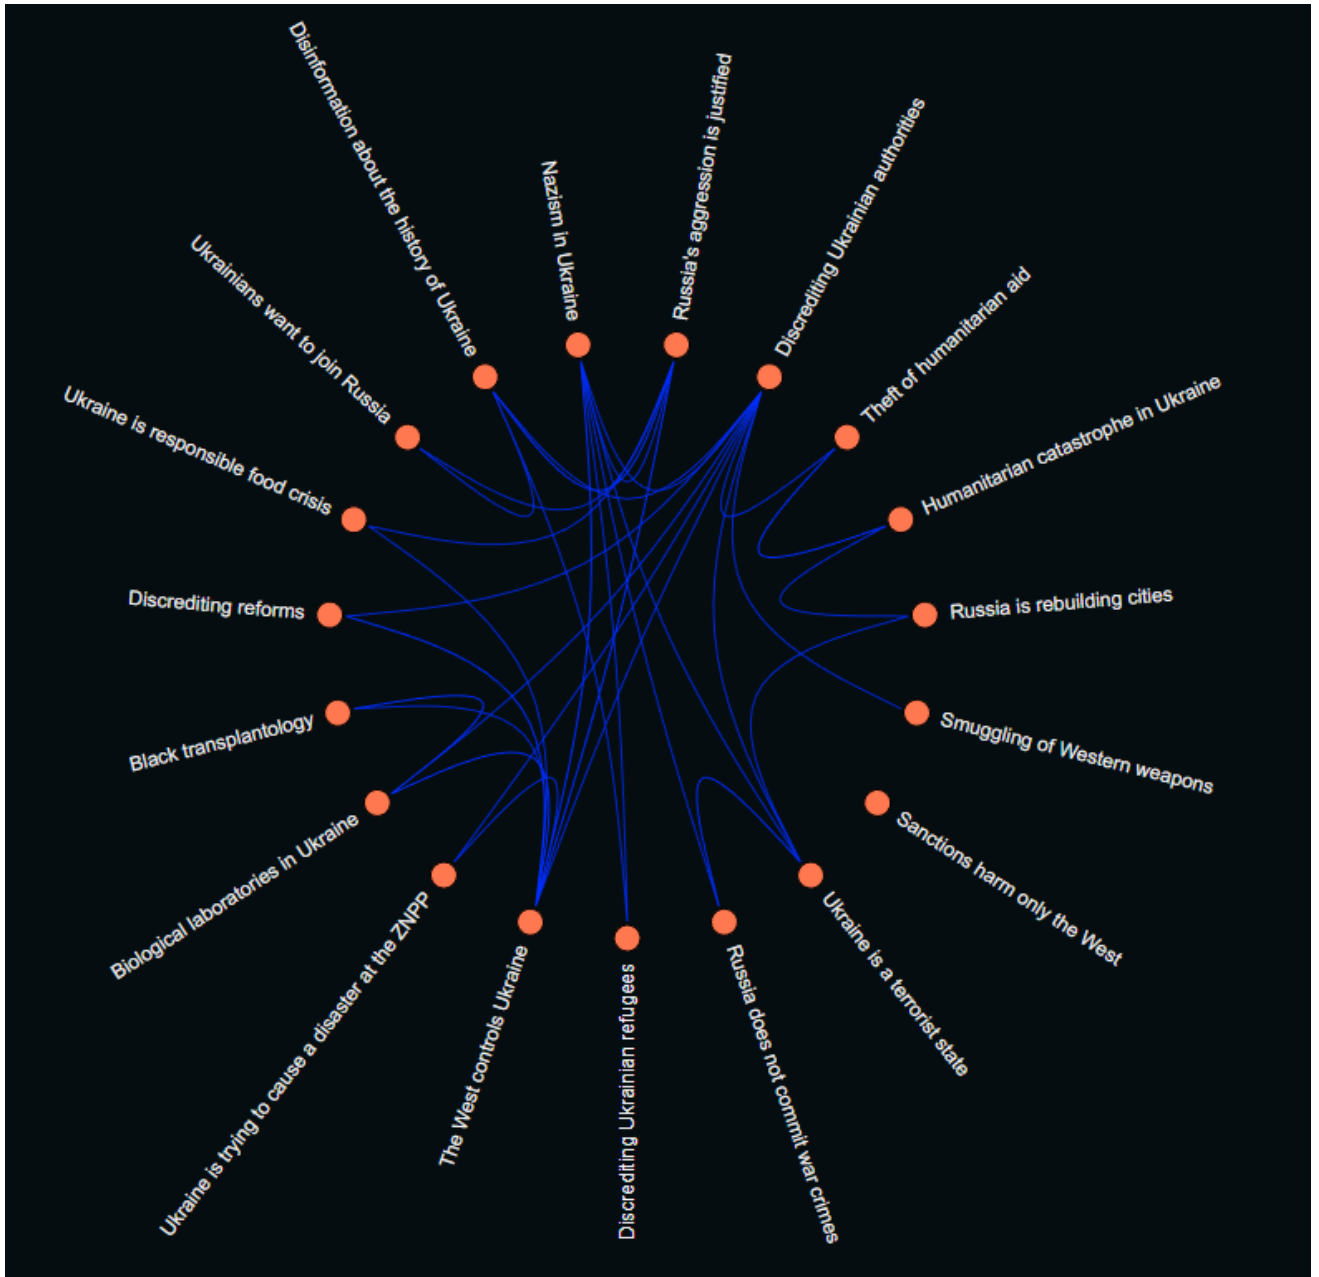 Disinformation about the history of Ukraine
Nazism in Ukraine
Russia's aggression is justified
Discrediting Ukrainian authorities
Theft of humanitarian aid
Humanitarian catastrophe in Ukraine
Russia is rebuilding cities
Smuggling of Western weapons
Sanctions harm only the West
Ukraine is a terrorist state
Russia does not commit war crimes
Discrediting Ukrainian refugees
The West controls Ukraine
Ukraine is trying to cause a disaster at the ZNPP
Biological laboratories in Ukraine
Black transplantology
Discrediting reforms
Ukraine is responsible food crisis
Ukrainians want to join Russia